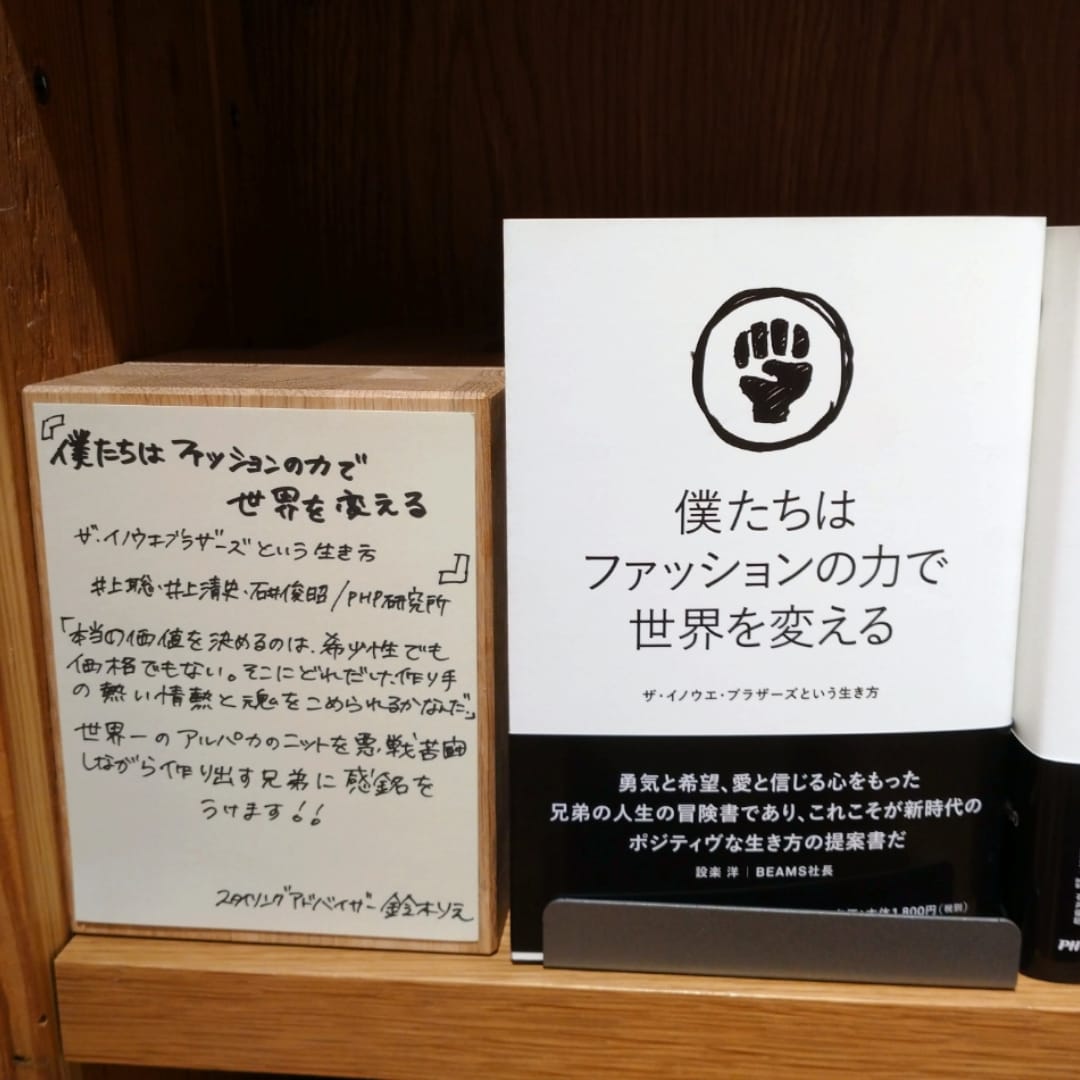 『僕たちは ファッションの力で
世界を変える
ザ・イノウエブラザーズという生き方
』
井上聡・井上清史・石井俊昭/PHP研究所
「本当の価値を決めるのは、希少性でも
価格でもない。そこにどれだけ作り手
の熱い情熱と魂をこめられるかなんだ。」
世界一のアルパカのニットを悪戦苦闘
しながら作り出す兄弟に感銘を
うけます!!
スタイリングアドバイザー 鈴木りえ
僕たちは
ファッションの力で
世界を変える
ザ・イノウエ・ブラザーズという生き方
勇気と希望、愛と信じる心をもった
兄弟の人生の冒険書であり、これこそが新時代の
ポジティヴな生き方の提案書だ
設楽 洋|BEAMS社長
本体1,800円(税別)
PH